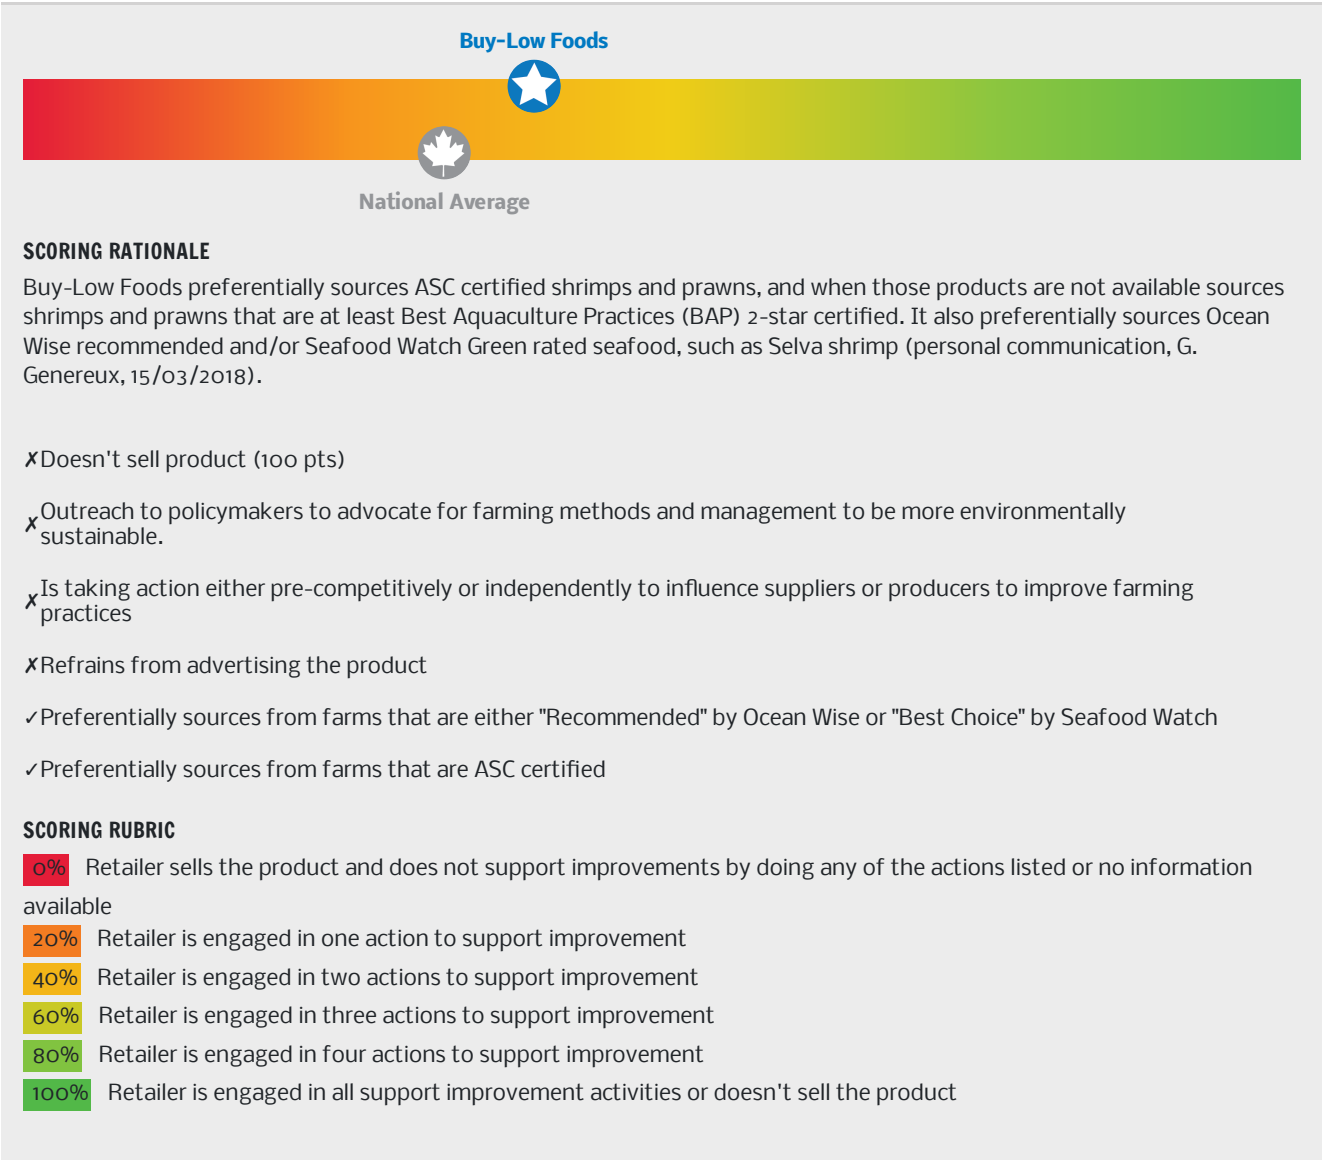 Buy-Low Foods
National Average
SCORING RATIONALE
Buy-Low Foods preferentially sources ASC certified shrimps and prawns, and when those products are not available sources
shrimps and prawns that are at least Best Aquaculture Practices (BAP) 2-star certified. It also preferentially sources Ocean
Wise recommended and/or Seafood Watch Green rated seafood, such as Selva shrimp (personal communication, G.
Genereux, 15/03/2018).
✗Doesn't sell product (100 pts)
✗Outreach to policymakers to advocate for farming methods and management to be more environmentally
sustainable.
✗Is taking action either pre-competitively or independently to influence suppliers or producers to improve farming
practices
✗Refrains from advertising the product
✓Preferentially sources from farms that are either "Recommended" by Ocean Wise or "Best Choice" by Seafood Watch
✓Preferentially sources from farms that are ASC certified
SCORING RUBRIC
0% Retailer sells the product and does not support improvements by doing any of the actions listed or no information
available
20% Retailer is engaged in one action to support improvement
40% Retailer is engaged in two actions to support improvement
60% Retailer is engaged in three actions to support improvement
80% Retailer is engaged in four actions to support improvement
100% Retailer is engaged in all support improvement activities or doesn't sell the product